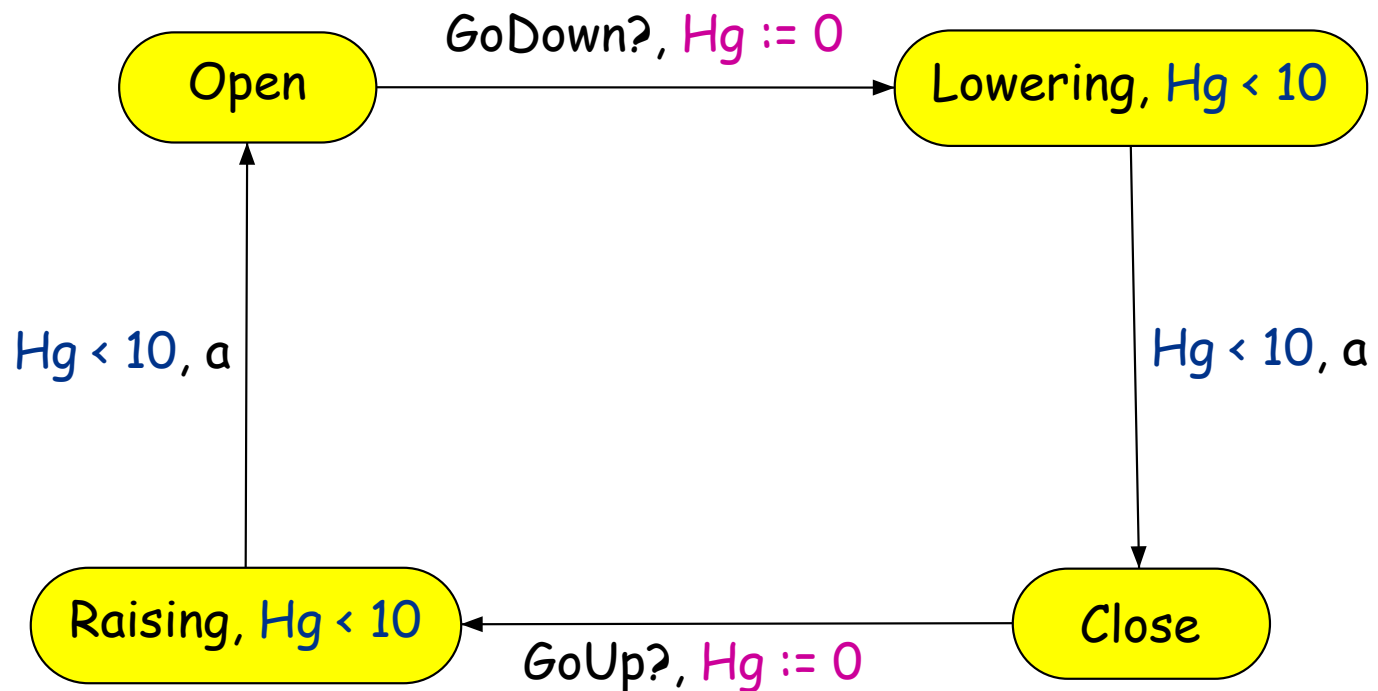 GoDown?, Hg := 0
Open
Lowering, Hg < 10
Hg < 10, a
Hg < 10, a
Raising, Hg < 10
Close
GoUp?, Hg := 0